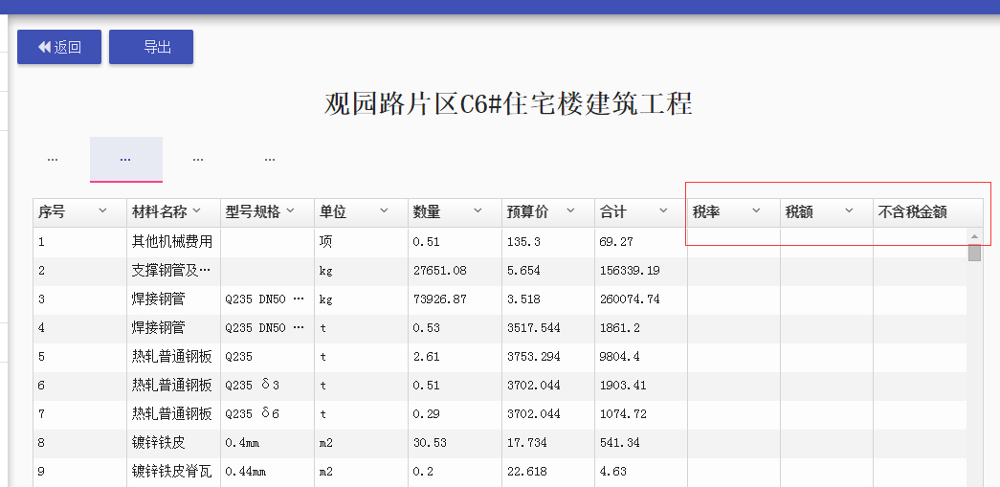 返回 导出
观园路片区C6#住宅楼建筑工程
... ... ... ...
序号 材料名称 型号规格 单位 数量 预算价 合计 税率 税额 不含税金额
1 其他机械费用 项 0.51 135.3 69.27
2 支撑钢管及… kg 27651.08 5.654 156339.19
3 焊接钢管 Q235 DN50 … kg 73926.87 3.518 260074.74
4 焊接钢管 Q235 DN50 … t 0.53 3517.544 1861.2
5 热轧普通钢板 Q235 t 2.61 3753.294 9804.4
6 热轧普通钢板 Q235 δ3 t 0.51 3702.044 1903.41
7 热轧普通钢板 Q235 δ6 t 0.29 3702.044 1074.72
8 镀锌铁皮 0.4mm m2 30.53 17.734 541.34
9 镀锌铁皮脊瓦 0.44mm m2 0.2 22.618 4.63